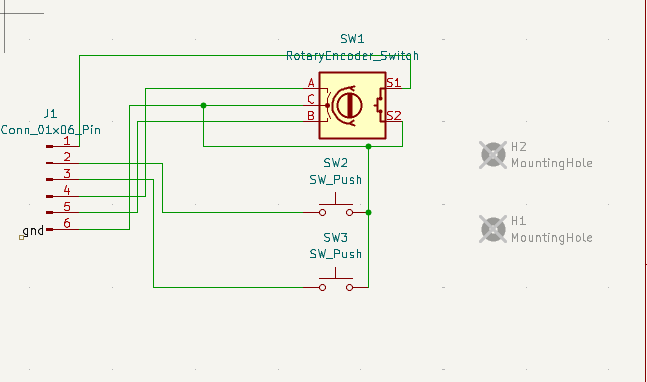 SW1
RotaryEncoder_Switch
A
S1
C
B
S2
J1
Conn_01x06_Pin
1
2
3
4
5
6
gnd
SW2
SW_Push
SW3
SW_Push
H2
MountingHole
H1
MountingHole